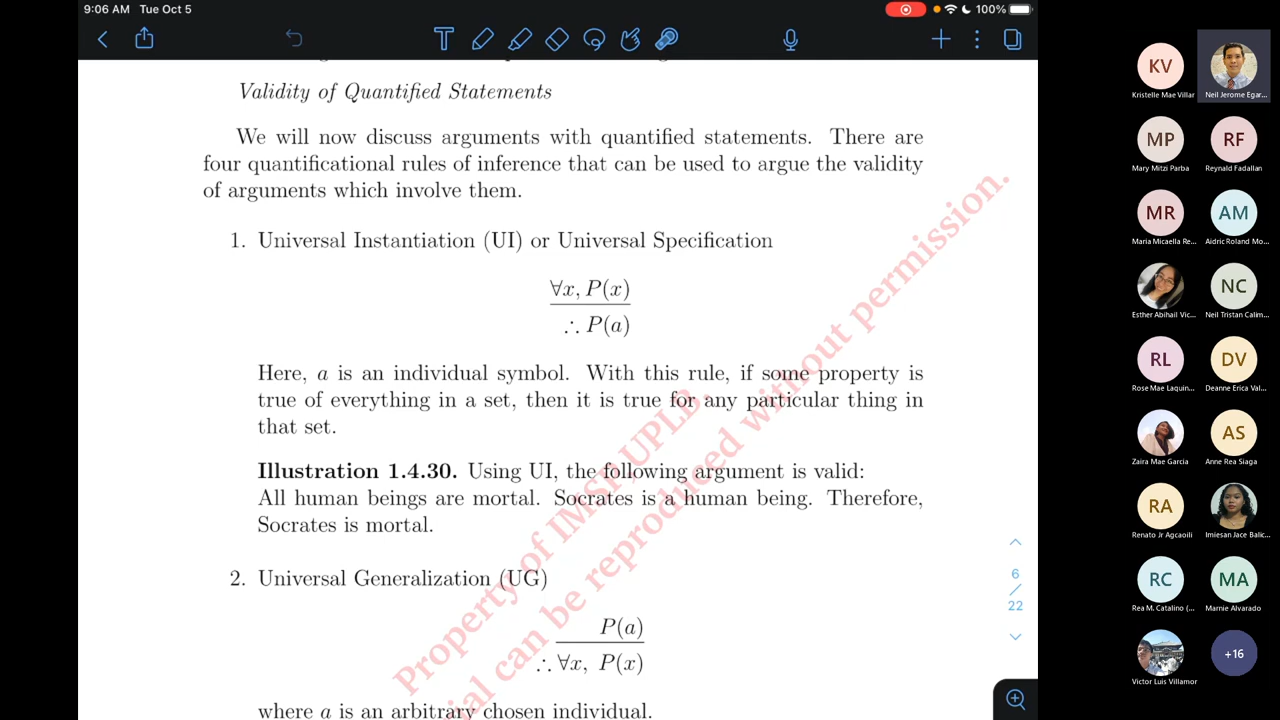 9:06 AM Tue Oct 5
100%
Validity of Quantified Statements
We will now discuss arguments with quantified statements. There are
four quantificational rules of inference that can be used to argue the validity
of arguments which involve them.
1. Universal Instantiation (UI) or Universal Specification
∀x, P(x)
∴ P(a)
Here, a is an individual symbol. With this rule, if some property is
true of everything in a set, then it is true for any particular thing in
that set.
Illustration 1.4.30. Using UI, the following argument is valid:
All human beings are mortal. Socrates is a human being. Therefore,
Socrates is mortal.
2. Universal Generalization (UG)
P(a)
∴ ∀x, P(x)
where a is an arbitrary chosen individual.
Property of IMSP, UPLB.
can be reproduced without permission.
6
/
22
KV
Kristelle Mae Villar
Neil Jerome Egar...
MP
Mary Mitzi Parba
RF
Reynald Fadallan
MR
Maria Micaella Re...
AM
Aidric Roland Mo...
Esther Abihail Vic...
NC
Neil Tristan Calim...
RL
Rose Mae Laquin...
DV
Deanne Erica Val...
Zaira Mae Garcia
AS
Anne Rea Siaga
RA
Renato Jr Agcaoili
Imiesan Jace Balic...
RC
Rea M. Catalino (...
MA
Marnie Alvarado
Victor Luis Villamor
+16